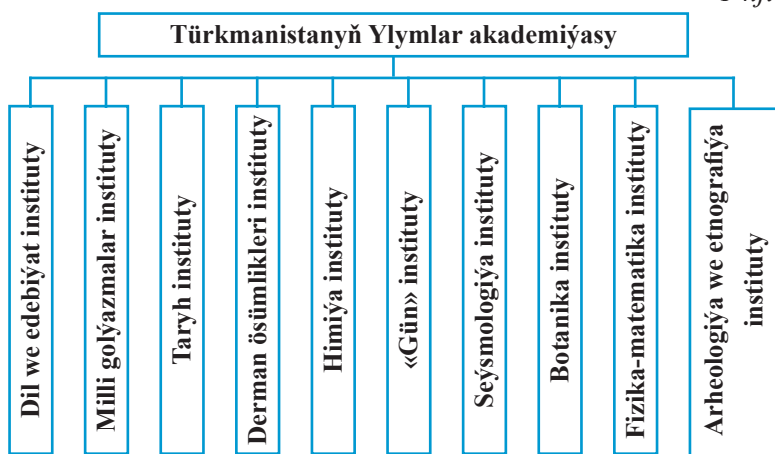 Türkmanistanyň Ylymlar akademiýasy
Dil we edebiýat instituty
Milli golýazmalar instituty
Taryh instituty
Derman ösümlikleri instituty
Himiýa instituty
«Gün» instituty
Seýsmologiýa instituty
Botanika instituty
Fizika-matematika instituty
Arheologiýa we etnografiýa
instituty